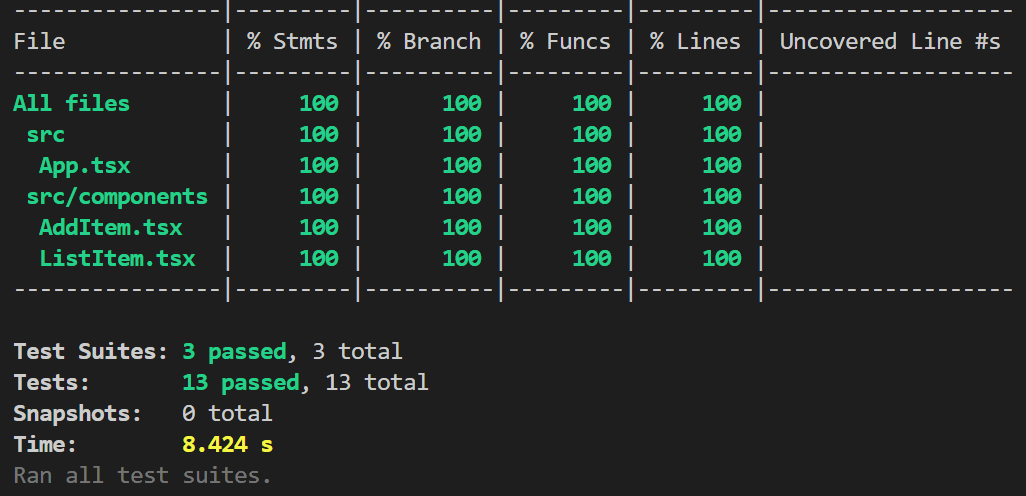 ----------------|---------|----------|---------|---------|-------------------
File            | % Stmts | % Branch | % Funcs | % Lines | Uncovered Line #s
----------------|---------|----------|---------|---------|-------------------
All files       |     100 |      100 |     100 |     100 |
 src            |     100 |      100 |     100 |     100 |
  App.tsx       |     100 |      100 |     100 |     100 |
 src/components |     100 |      100 |     100 |     100 |
  AddItem.tsx   |     100 |      100 |     100 |     100 |
  ListItem.tsx  |     100 |      100 |     100 |     100 |
----------------|---------|----------|---------|---------|-------------------
Test Suites: 3 passed, 3 total
Tests:       13 passed, 13 total
Snapshots:   0 total
Time:        8.424 s
Ran all test suites.